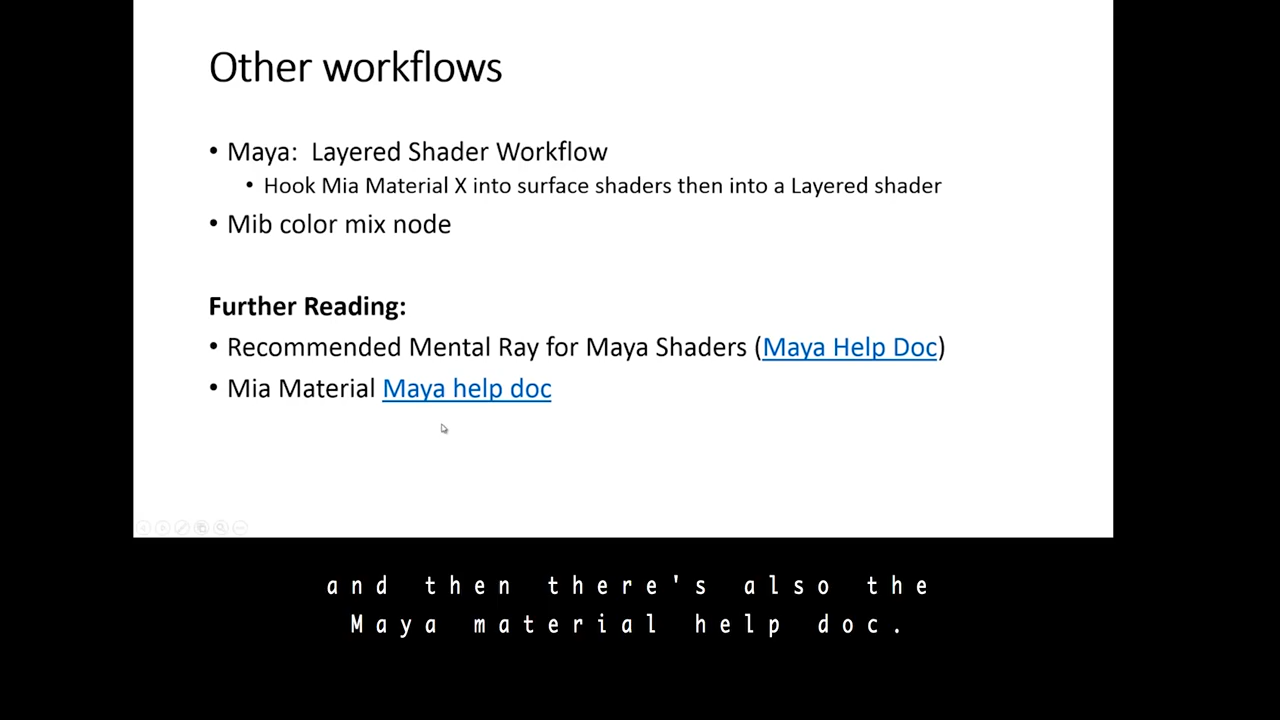 Other workflows
• Maya: Layered Shader Workflow
• Hook Mia Material X into surface shaders then into a Layered shader
• Mib color mix node
Further Reading:
• Recommended Mental Ray for Maya Shaders (Maya Help Doc)
• Mia Material Maya help doc
and then there's also the
Maya material help doc.